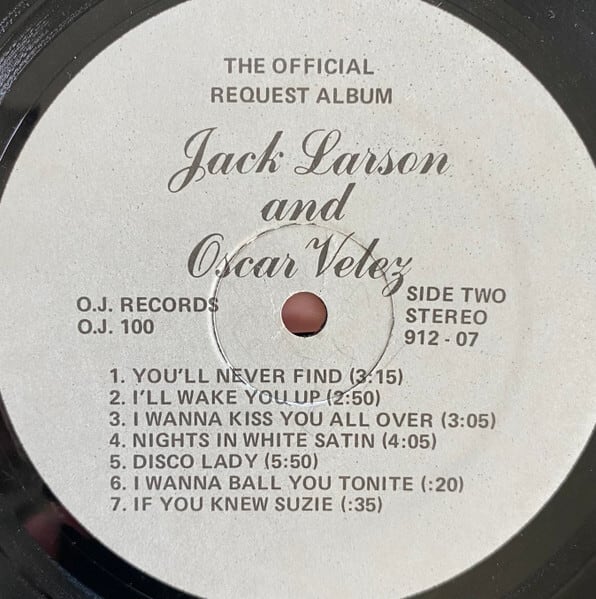 THE OFFICIAL
REQUEST ALBUM
Jack Larson
and
Oscar Velez
O.J. RECORDS
O.J. 100
SIDE TWO
STEREO
912 - 07
1. YOU'LL NEVER FIND (3:15)
2. I'LL WAKE YOU UP (2:50)
3. I WANNA KISS YOU ALL OVER (3:05)
4. NIGHTS IN WHITE SATIN (4:05)
5. DISCO LADY (5:50)
6. I WANNA BALL YOU TONITE (:20)
7. IF YOU KNEW SUZIE (:35)